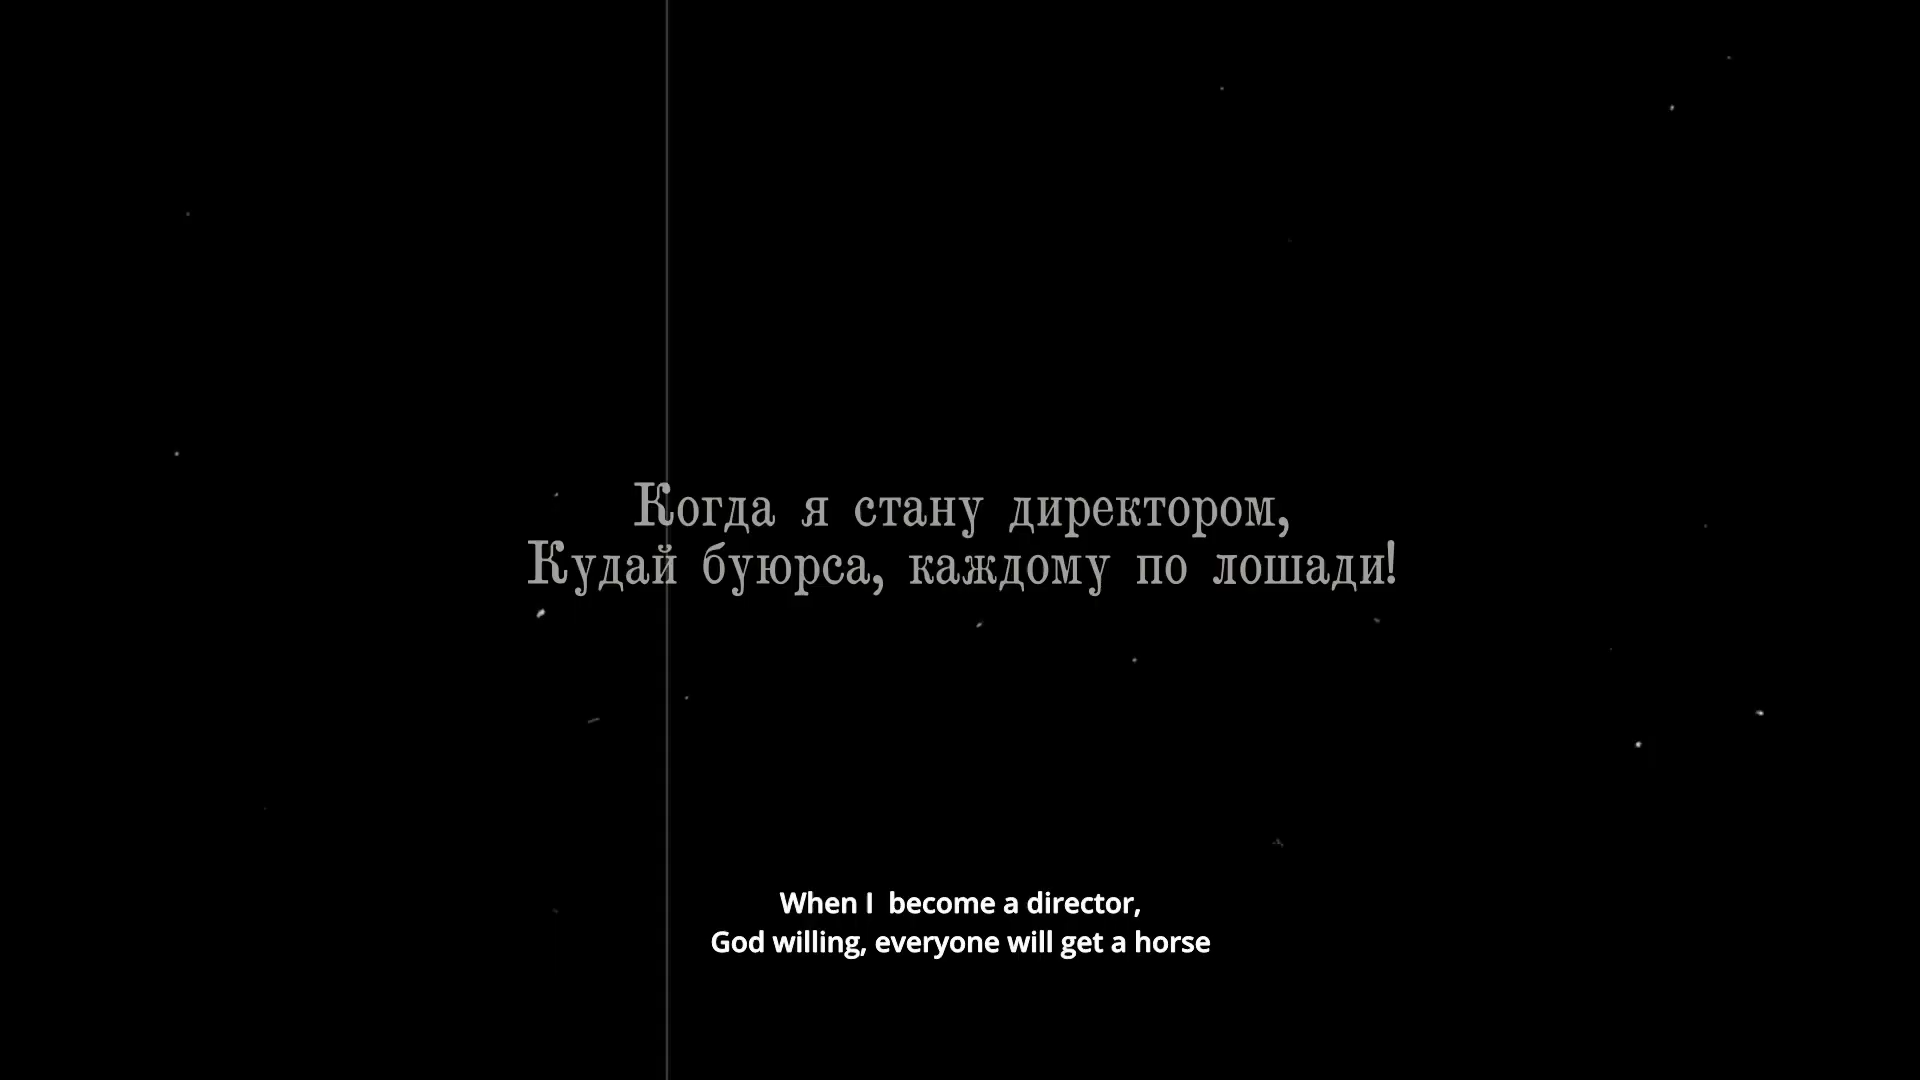 Когда я стану директором,
Кудай буюрса, каждому по лошади!
When I  become a director,
God willing, everyone will get a horse